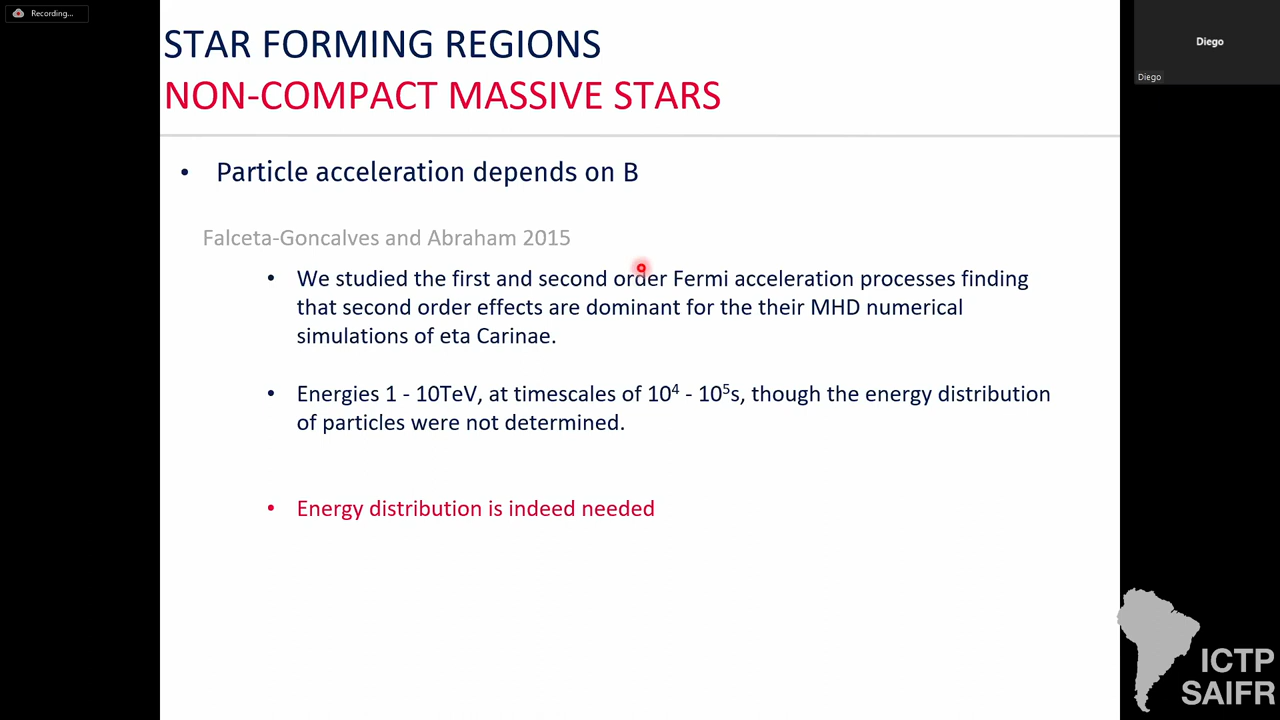 Recording...
STAR FORMING REGIONS
NON-COMPACT MASSIVE STARS
• Particle acceleration depends on B
Falceta-Goncalves and Abraham 2015
• We studied the first and second order Fermi acceleration processes finding
that second order effects are dominant for the their MHD numerical
simulations of eta Carinae.
• Energies 1 - 10TeV, at timescales of 10⁴ - 10⁵s, though the energy distribution
of particles were not determined.
• Energy distribution is indeed needed
Diego
Diego
ICTP
SAIFR